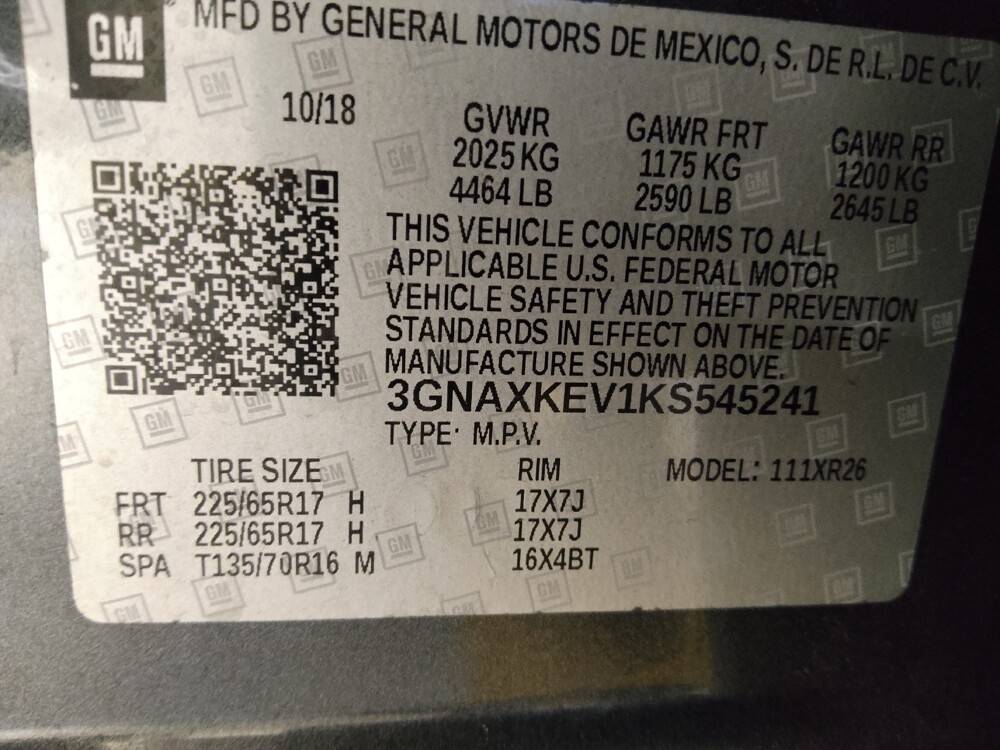 GM
MFD BY GENERAL MOTORS DE MEXICO, S. DE R.L. DE C.V.
10/18 GVWR GAWR FRT GAWR RR
2025 KG 1175 KG 1200 KG
4464 LB 2590 LB 2645 LB
THIS VEHICLE CONFORMS TO ALL
APPLICABLE U.S. FEDERAL MOTOR
VEHICLE SAFETY AND THEFT PREVENTION
STANDARDS IN EFFECT ON THE DATE OF
MANUFACTURE SHOWN ABOVE.
3GNAXKEV1KS545241
TYPE: M.P.V.
TIRE SIZE RIM MODEL: 111XR26
FRT 225/65R17 H 17X7J
RR 225/65R17 H 17X7J
SPA T135/70R16 M 16X4BT